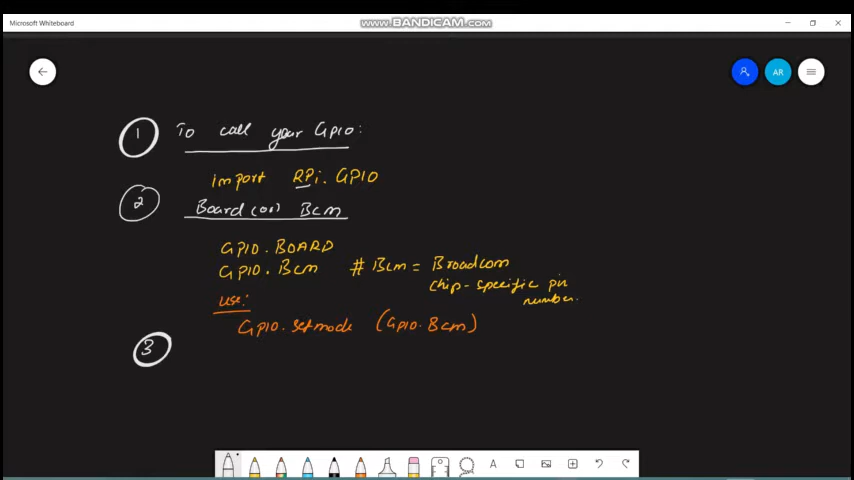 www.BANDICAM.com
Microsoft Whiteboard
AR
1 To call your GPIO:
import RPi.GPIO
2 Board (or) Bcm
GPIO.BOARD
GPIO.Bcm # Bcm = Broadcom
chip-specific pin
number.
use:
GPIO.setmode (GPIO.Bcm)
3
A